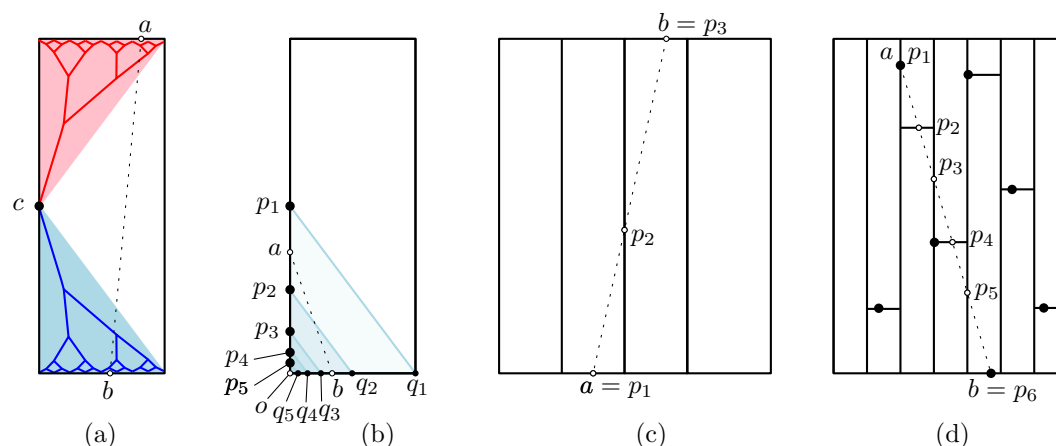 a
c
b
(a)
p₁
a
p₂
p₃
p₄
p₅
o
q₅ q₄ q₃
b
q₂
q₁
(b)
b = p₃
p₂
a = p₁
(c)
a p₁
p₂
p₃
p₄
p₅
b = p₆
(d)